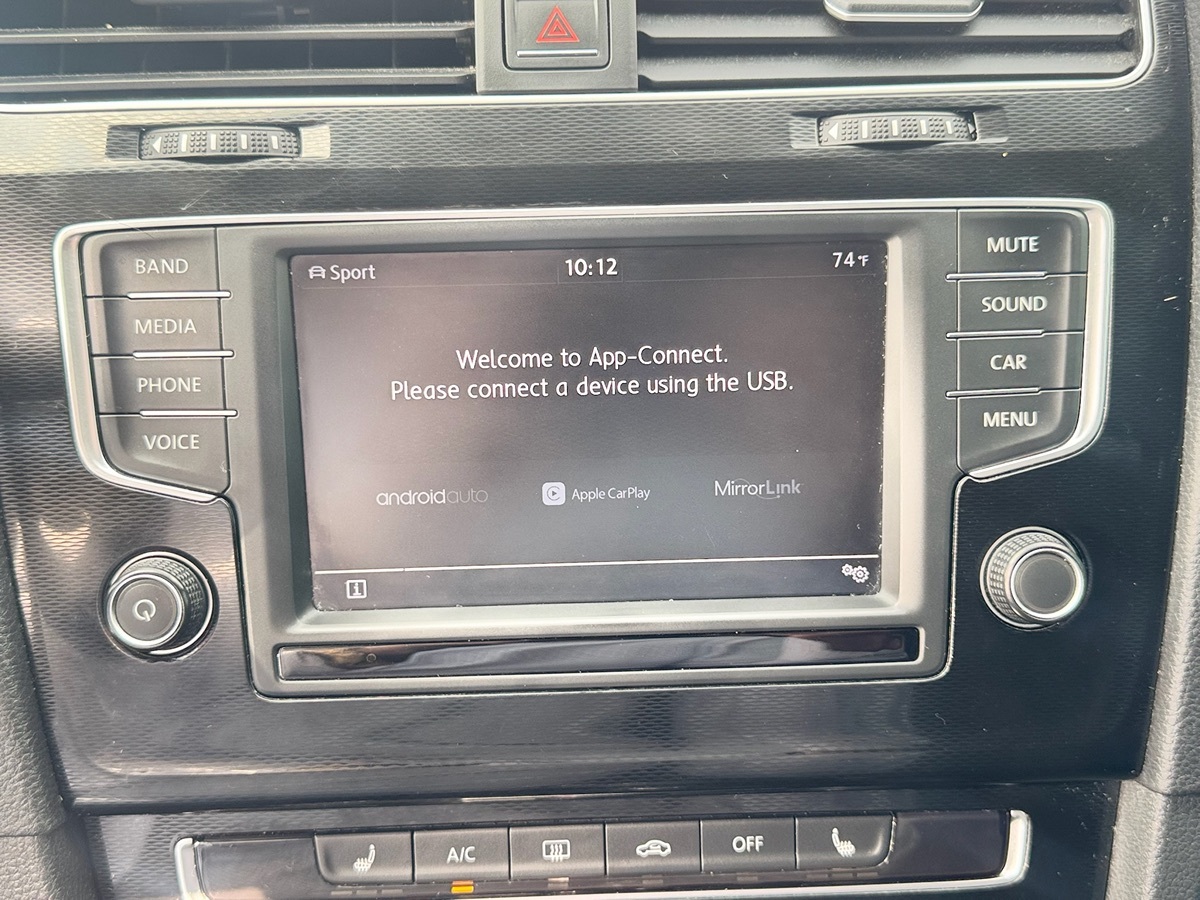 Sport
10:12
74°F
BAND
MEDIA
PHONE
VOICE
Welcome to App-Connect.
Please connect a device using the USB.
androidauto
Apple CarPlay
MirrorLink
MUTE
SOUND
CAR
MENU
A/C
OFF